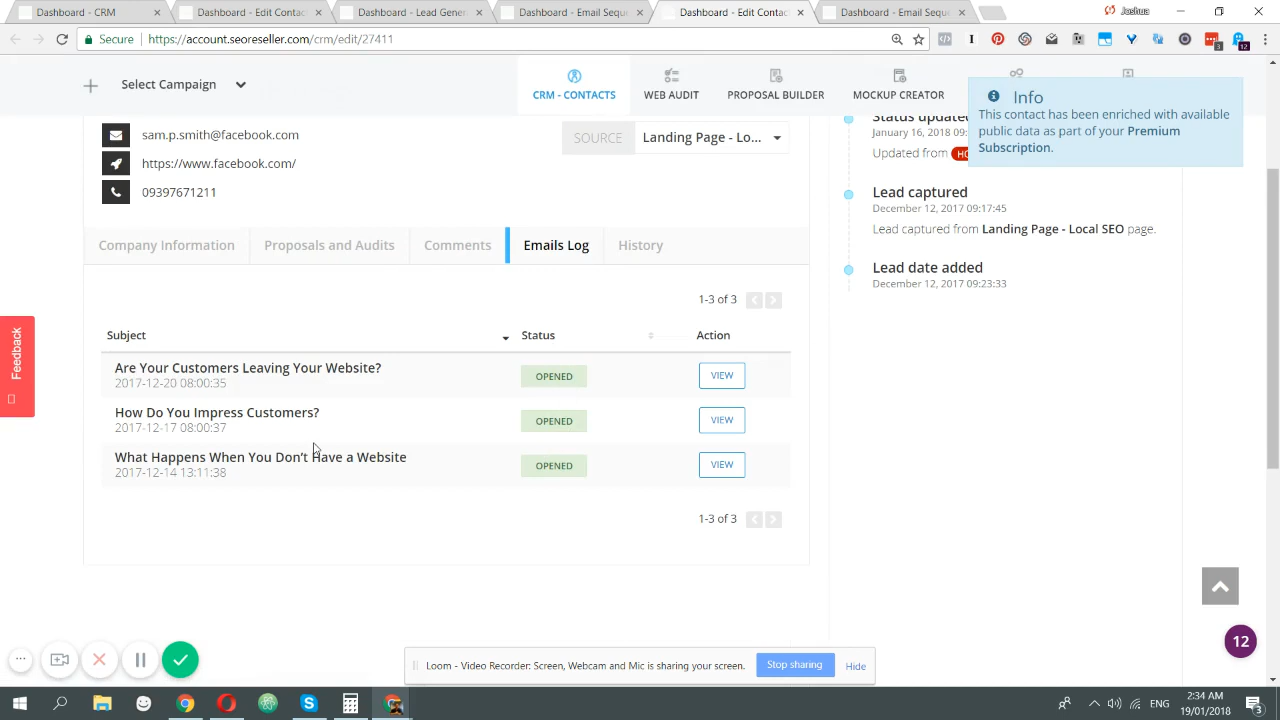 Dashboard - CRM
Dashboard - Edit Contac
Dashboard - Lead Gener
Dashboard - Email Seque
Dashboard - Edit Contac
Dashboard - Email Seque
Joshua
Secure
https://account.seoreseller.com/crm/edit/27411
Select Campaign
CRM - CONTACTS
WEB AUDIT
PROPOSAL BUILDER
MOCKUP CREATOR
Info
This contact has been enriched with available
public data as part of your Premium
Subscription.
sam.p.smith@facebook.com
https://www.facebook.com/
09397671211
SOURCE
Landing Page - Lo...
Status update
January 16, 2018 09:
Updated from HO
Lead captured
December 12, 2017 09:17:45
Lead captured from Landing Page - Local SEO page.
Lead date added
December 12, 2017 09:23:33
Company Information
Proposals and Audits
Comments
Emails Log
History
1-3 of 3
Subject
Status
Action
Are Your Customers Leaving Your Website?
2017-12-20 08:00:35
OPENED
VIEW
How Do You Impress Customers?
2017-12-17 08:00:37
OPENED
VIEW
What Happens When You Don't Have a Website
2017-12-14 13:11:38
OPENED
VIEW
1-3 of 3
Feedback
12
Loom - Video Recorder: Screen, Webcam and Mic is sharing your screen.
Stop sharing
Hide
ENG
2:34 AM
19/01/2018
3